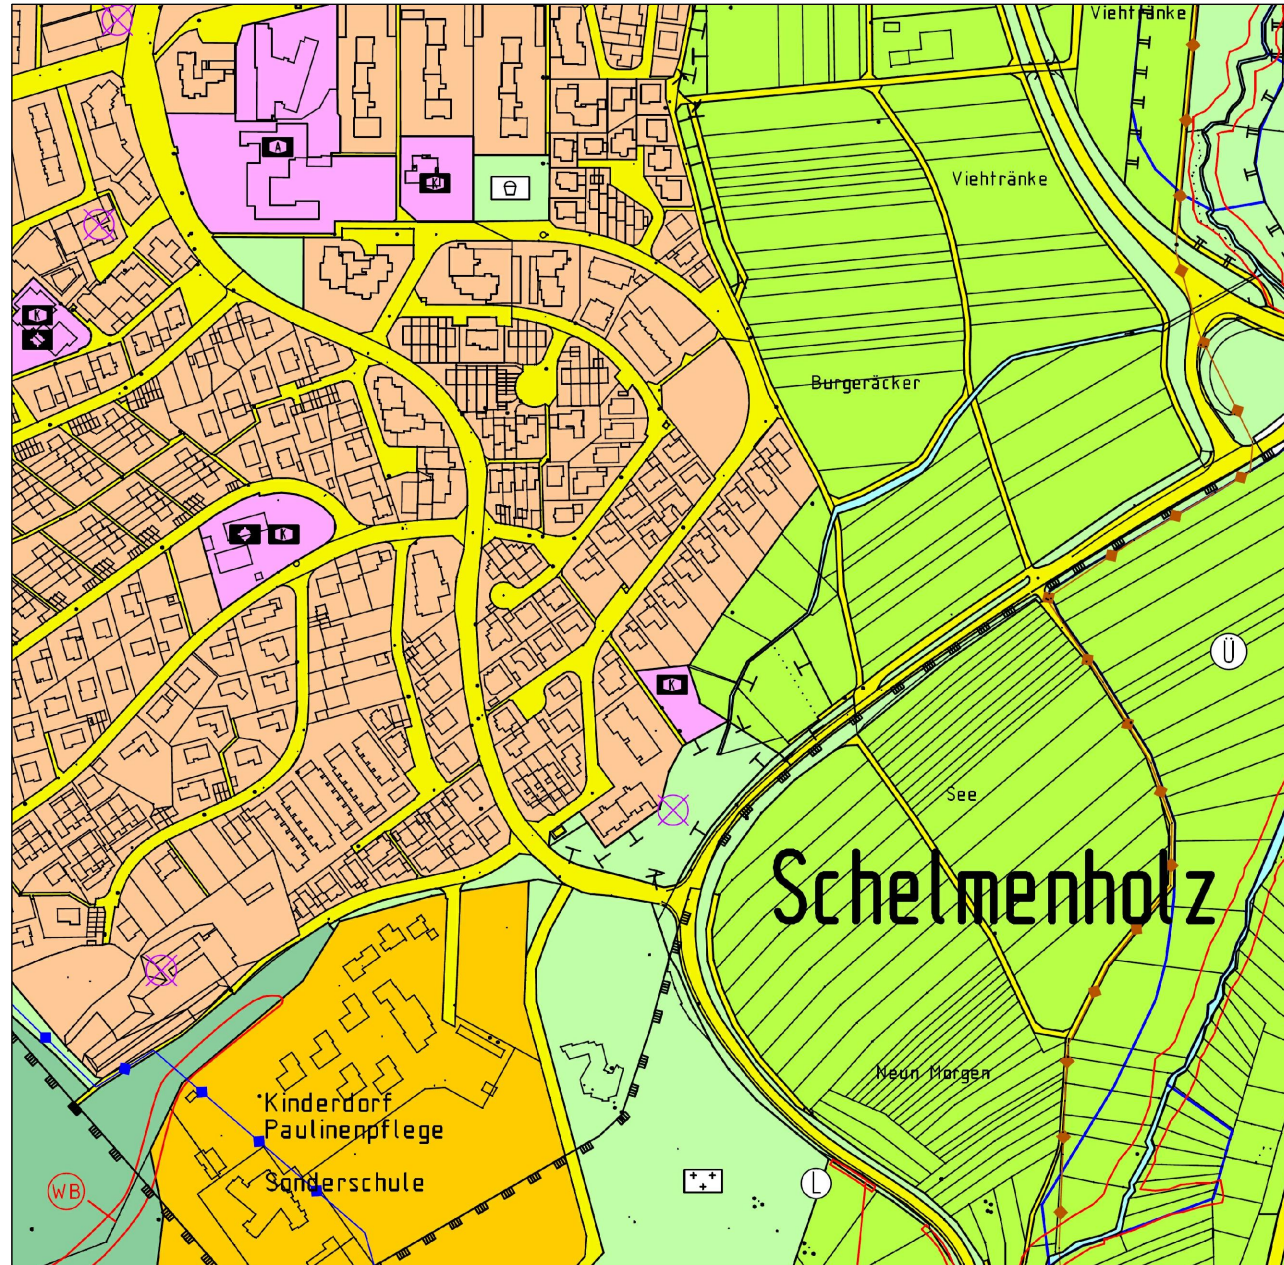 Viehtränke
A
K
Viehtränke
K
Burgeräcker
K
Ü
K
See
Schelmenholz
Neun Morgen
Kinderdorf
Paulinenpflege
Sonderschule
WB
L